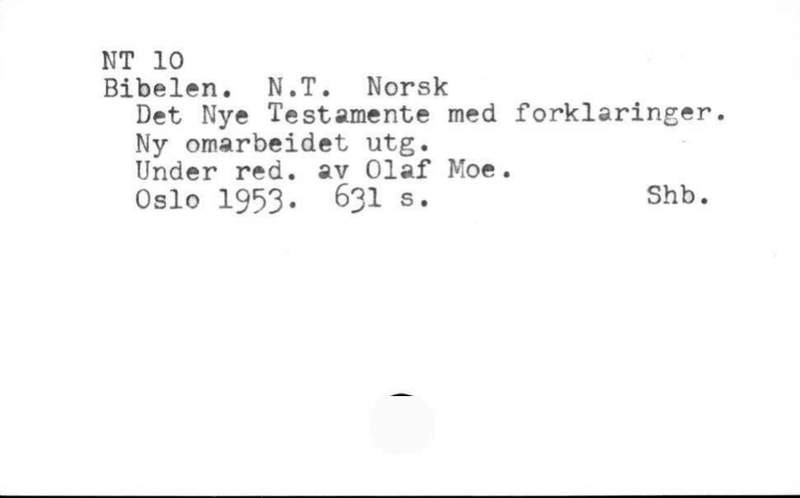 NT 10
Bibelen. N.T. Norsk
Det Nye Testamente med forklaringer.
Ny omarbeidet utg.
Under red. av Olaf Moe.
Oslo 1953. 631 s. Shb.